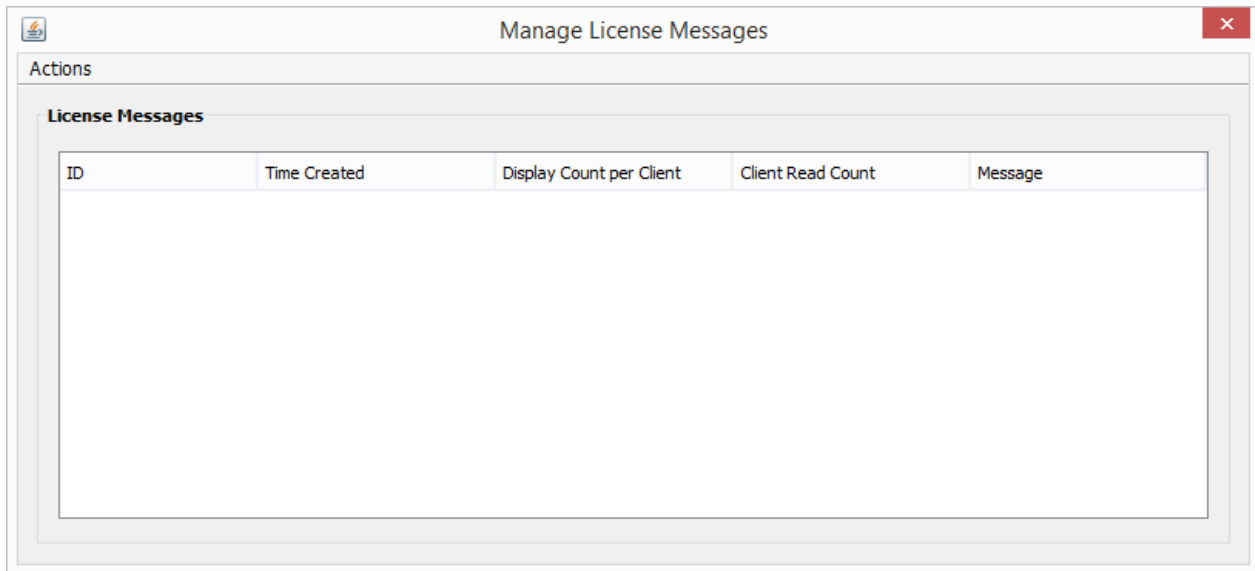 Manage License Messages
Actions
License Messages
ID Time Created Display Count per Client Client Read Count Message